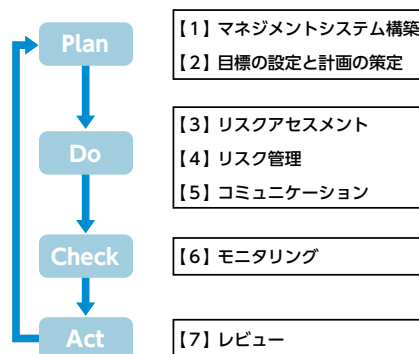 Plan
【1】マネジメントシステム構築
【2】目標の設定と計画の策定
Do
【3】リスクアセスメント
【4】リスク管理
【5】コミュニケーション
Check
【6】モニタリング
Act
【7】レビュー